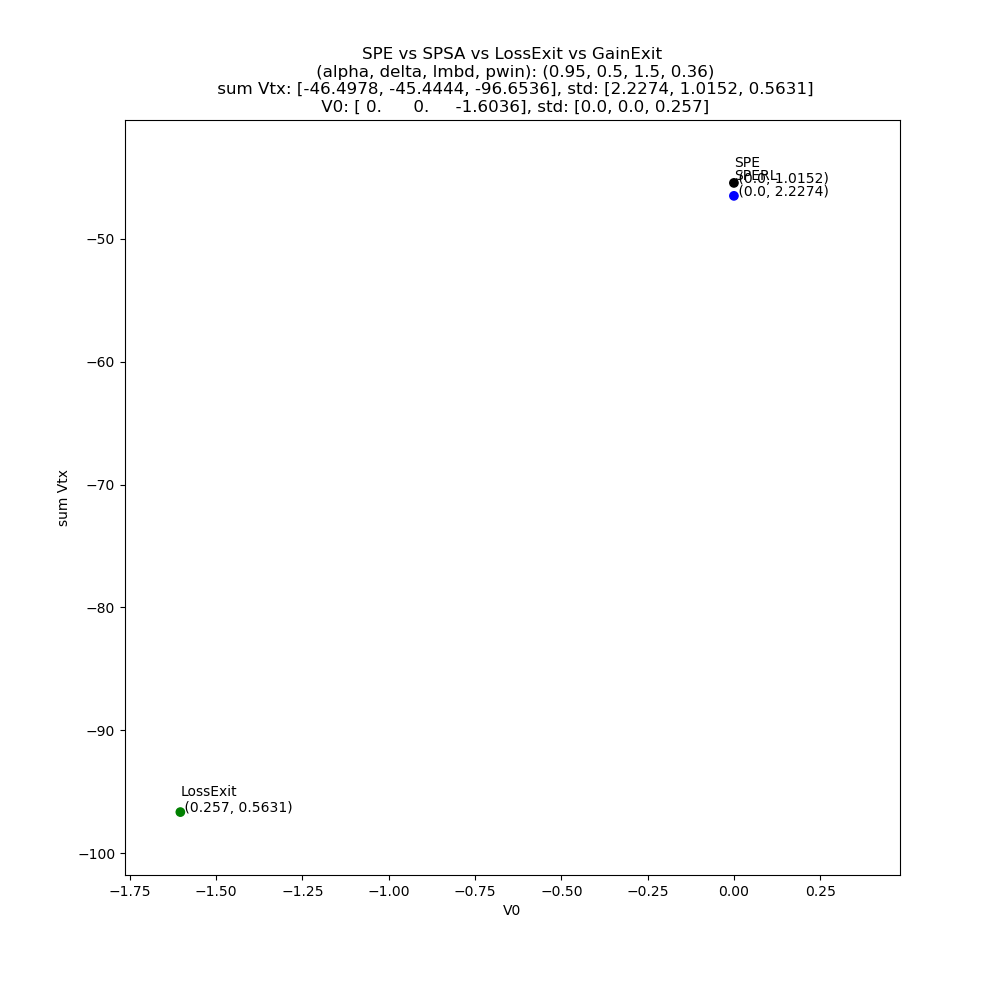 SPE vs SPSA vs LossExit vs GainExit
(alpha, delta, lmbd, pwin): (0.95, 0.5, 1.5, 0.36)
sum Vtx: [-46.4978, -45.4444, -96.6536], std: [2.2274, 1.0152, 0.5631]
V0: [ 0. 0. -1.6036], std: [0.0, 0.0, 0.257]
SPE
SPERL
(0.0, 1.0152)
(0.0, 2.2274)
−50
−60
−70
sum Vtx
−80
−90
LossExit
(0.257, 0.5631)
−100
−1.75 −1.50 −1.25 −1.00 −0.75 −0.50 −0.25 0.00 0.25
V0